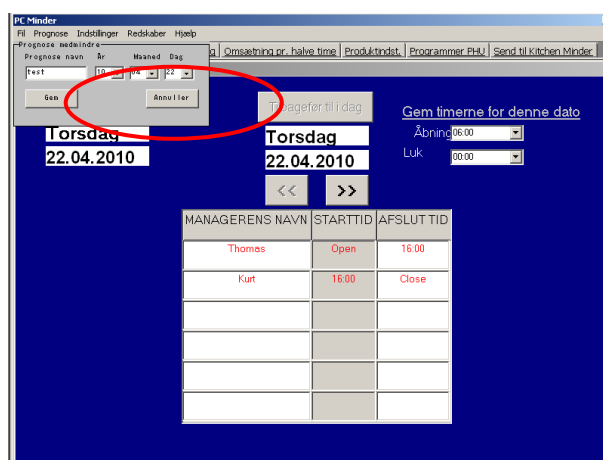 PC Minder
Fil Prognose Indstillinger Redskaber Hjælp
Prognose medmindre
Omsætning pr. halve time Produktindst. Programmer PHU Send til Kitchen Minder
Prognose navn År Maaned Dag
test 10 04 22
Gem Annuller
Tilbagefør til i dag
Gem timerne for denne dato
Åbning 06:00
Luk 00:00
Torsdag Torsdag
22.04.2010 22.04.2010
<< >>
MANAGERENS NAVN STARTTID AFSLUT TID
Thomas Open 16:00
Kurt 16:00 Close